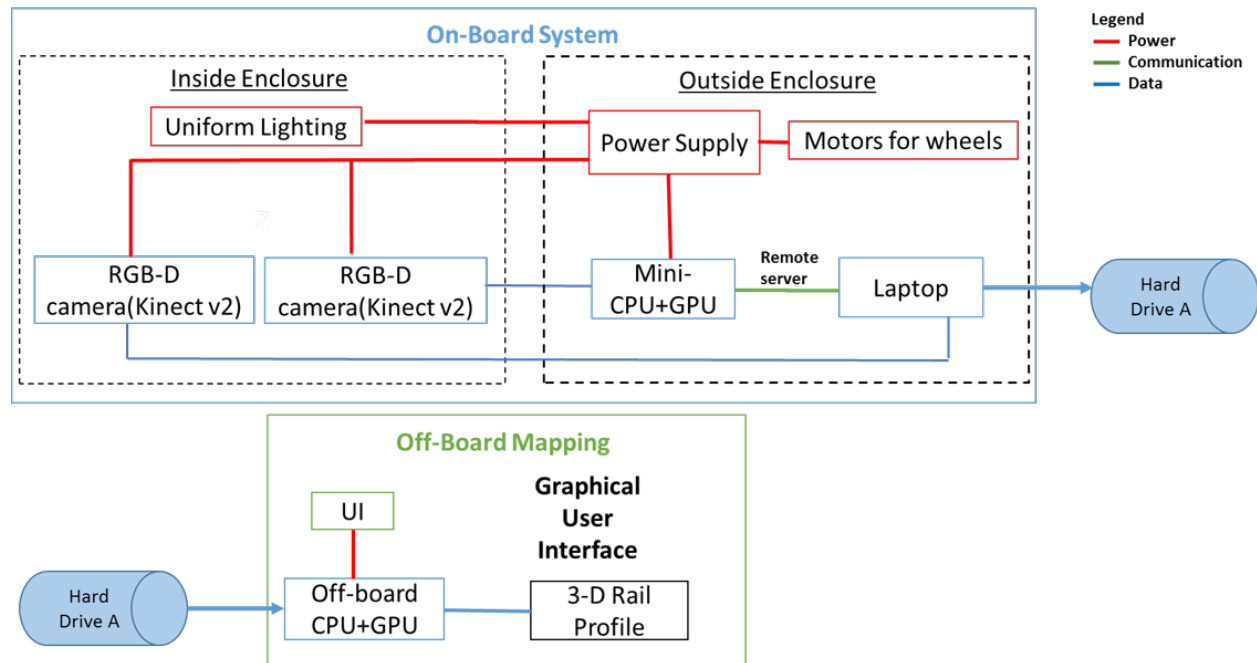 On-Board System
Legend
Power
Communication
Data
Inside Enclosure
Outside Enclosure
Uniform Lighting
Power Supply
Motors for wheels
RGB-D
camera(Kinect v2)
RGB-D
camera(Kinect v2)
Mini-
CPU+GPU
Remote
server
Laptop
Hard
Drive A
Off-Board Mapping
UI
Graphical
User
Interface
Hard
Drive A
Off-board
CPU+GPU
3-D Rail
Profile